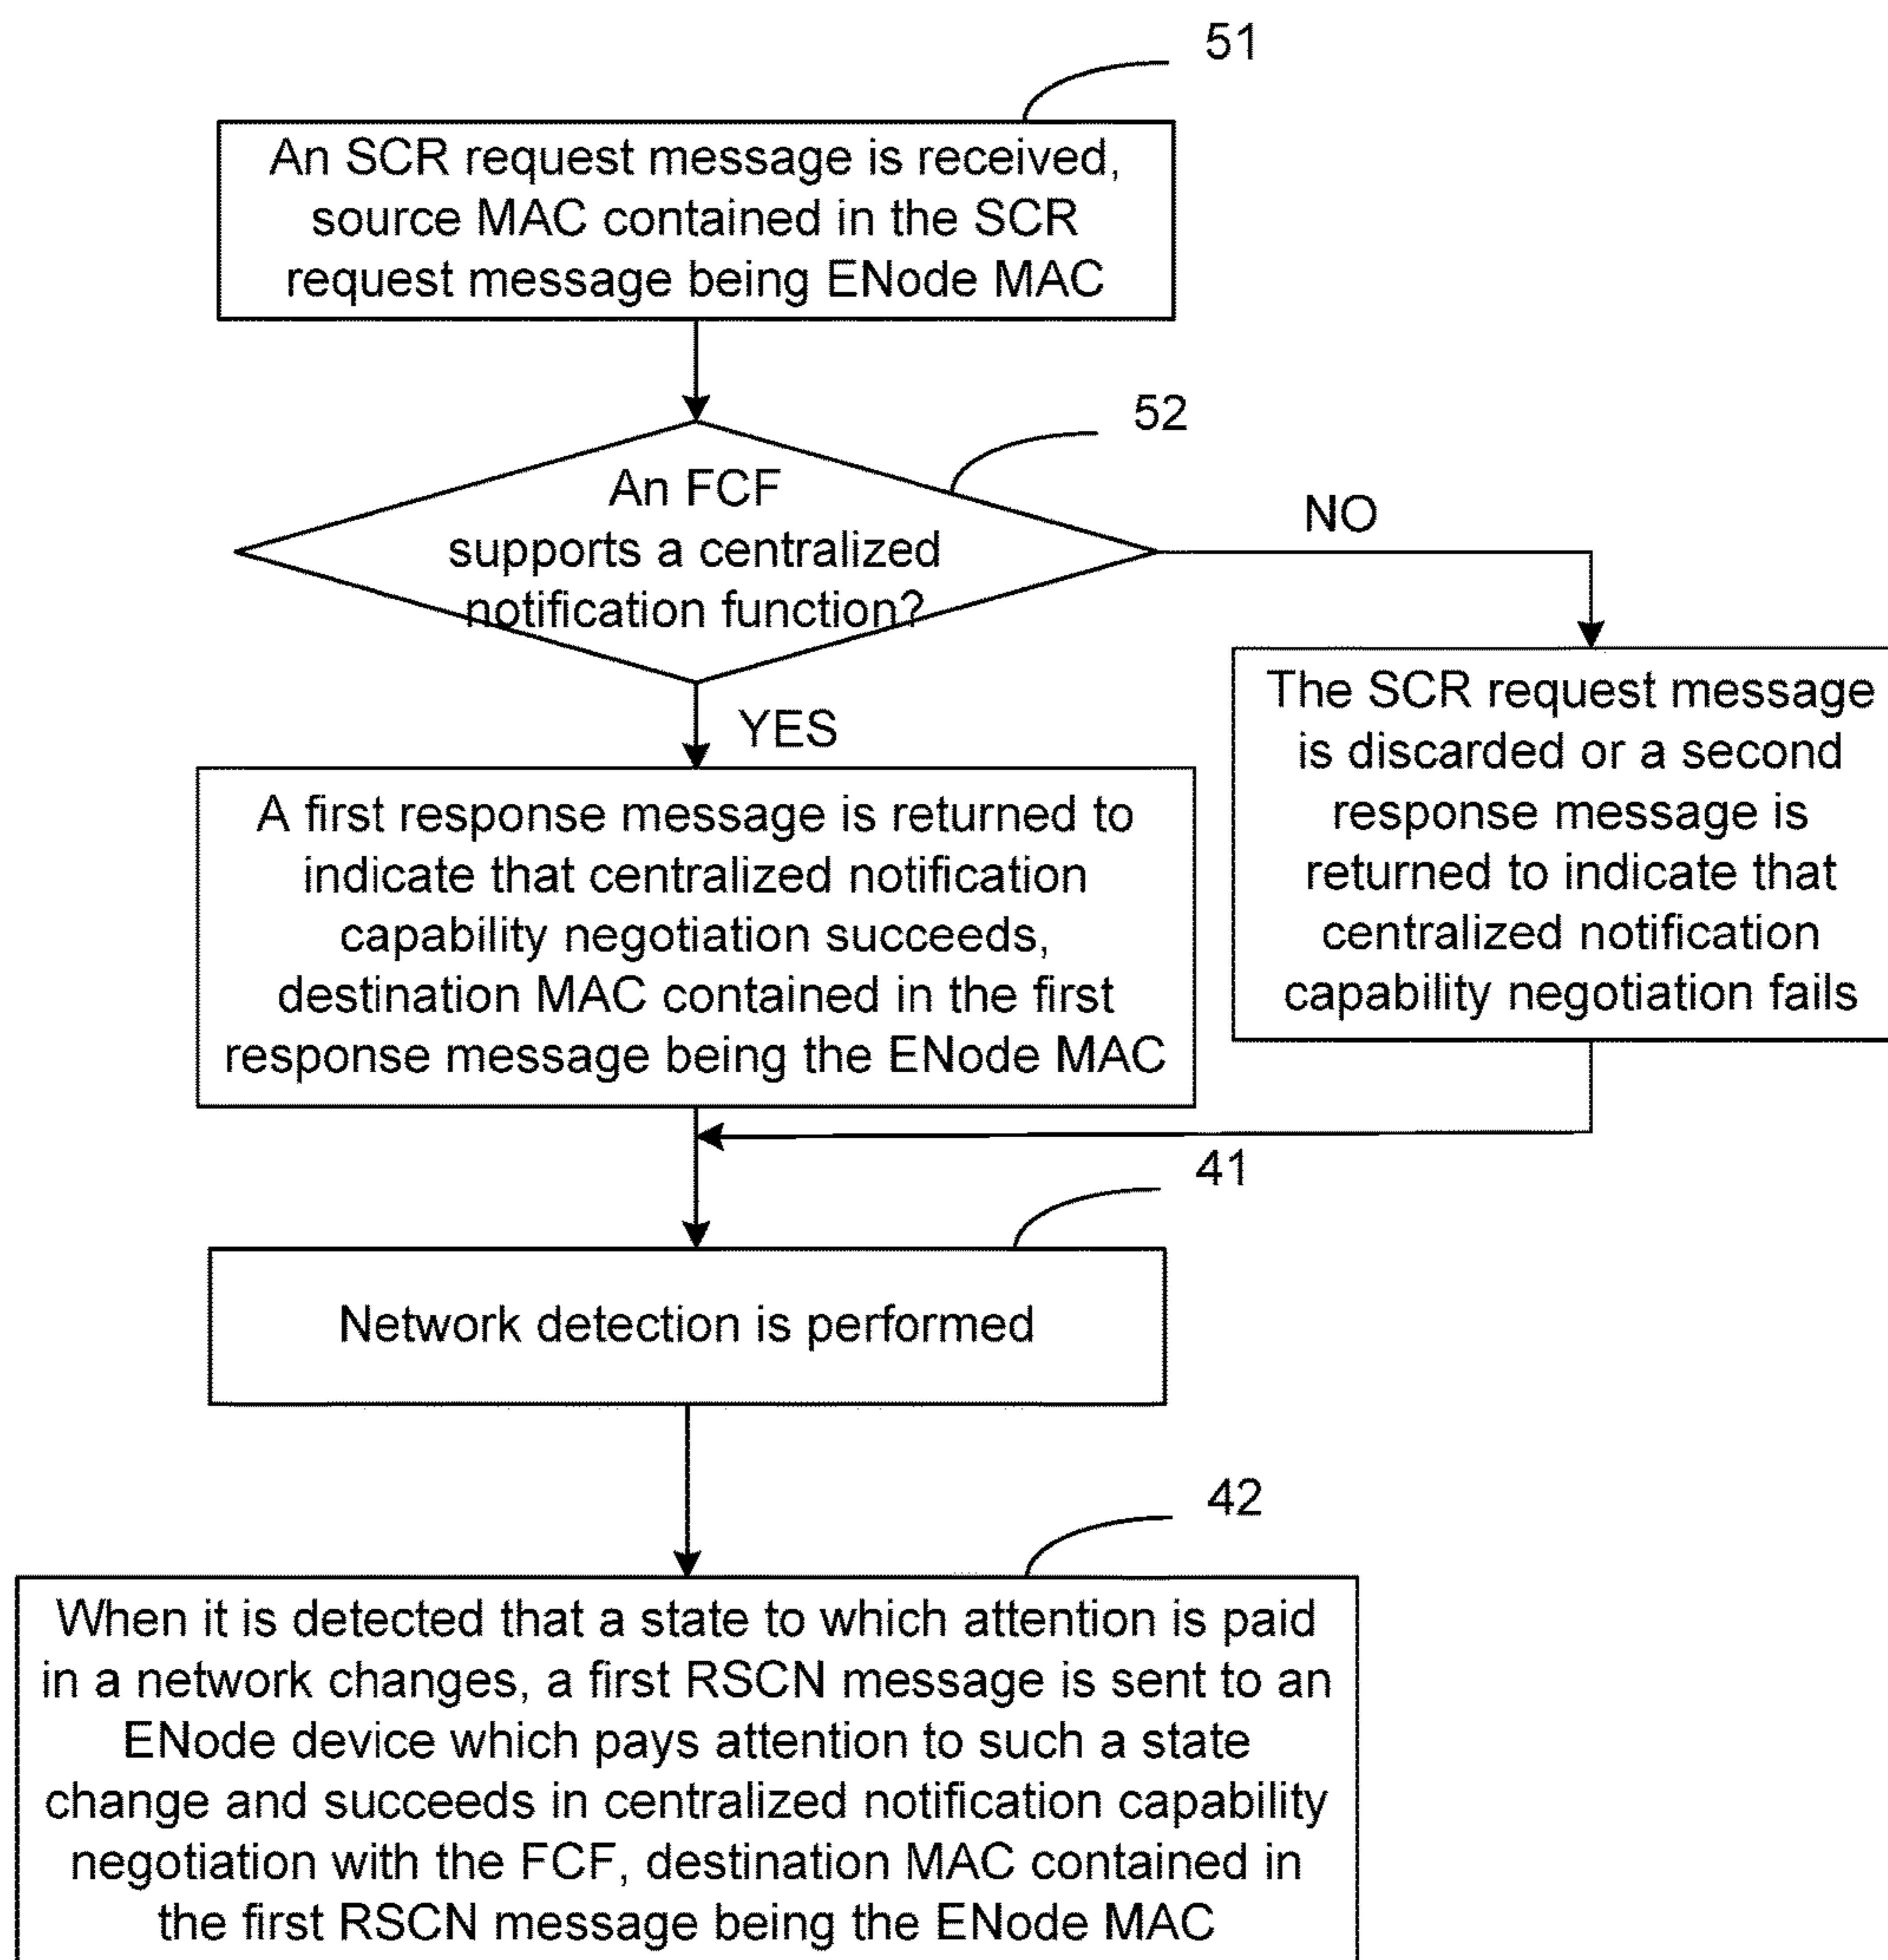 51
An SCR request message is received,
source MAC contained in the SCR
request message being ENode MAC
52
An FCF
supports a centralized
notification function?
NO
YES
The SCR request message
is discarded or a second
response message is
returned to indicate that
centralized notification
capability negotiation fails
A first response message is returned to
indicate that centralized notification
capability negotiation succeeds,
destination MAC contained in the first
response message being the ENode MAC
41
Network detection is performed
42
When it is detected that a state to which attention is paid
in a network changes, a first RSCN message is sent to an
ENode device which pays attention to such a state
change and succeeds in centralized notification capability
negotiation with the FCF, destination MAC contained in
the first RSCN message being the ENode MAC